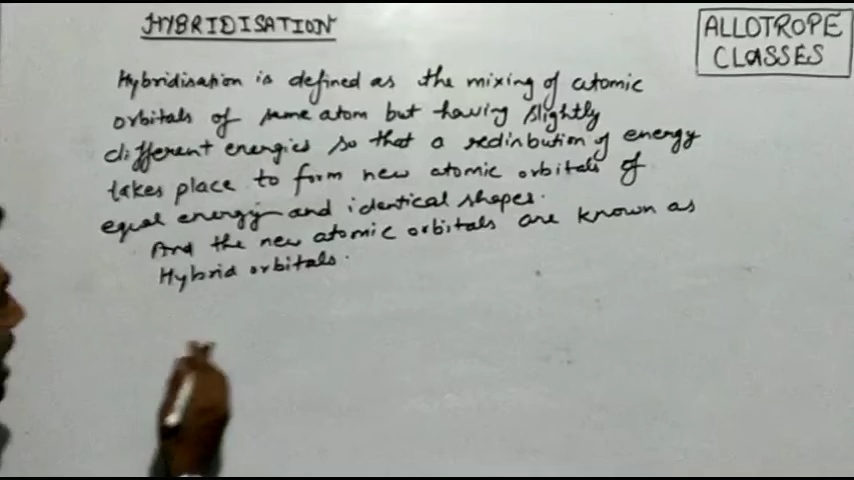 HYBRIDISATION
ALLOTROPE
CLASSES
Hybridisation is defined as the mixing of atomic
orbitals of same atom but having slightly
different energies so that a redistribution of energy
takes place to form new atomic orbitals of
equal energy and identical shapes.
And the new atomic orbitals are known as
Hybrid orbitals.